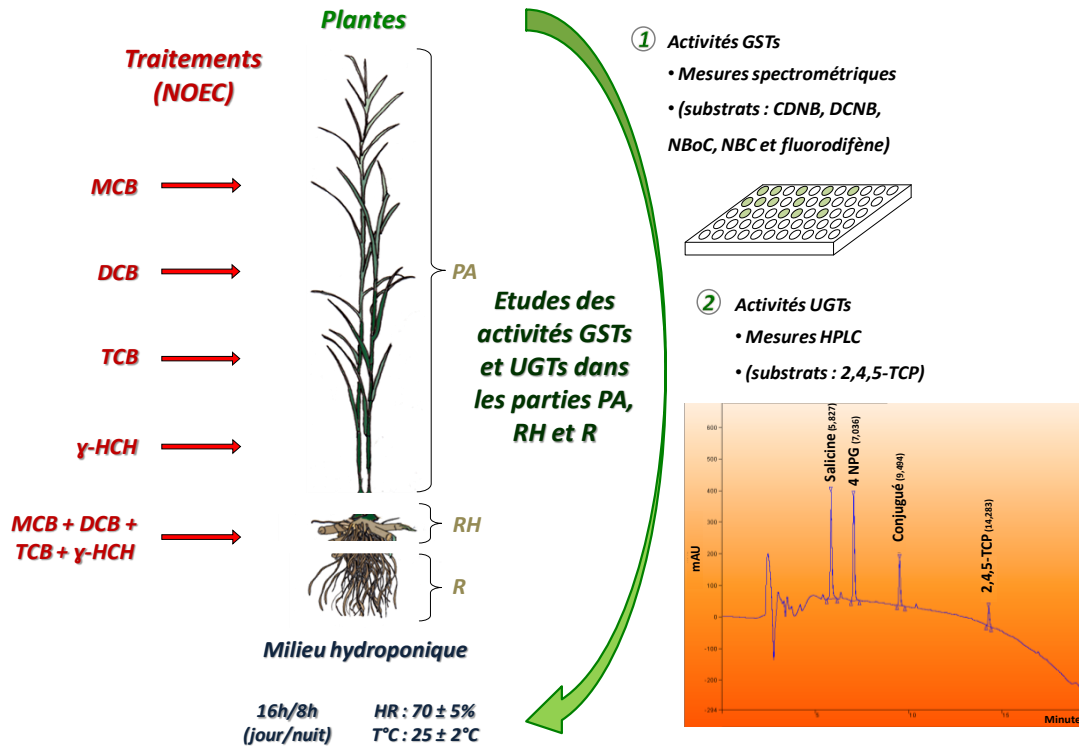 Plantes
Traitements
(NOEC)
MCB
DCB
TCB
ɣ-HCH
MCB + DCB +
TCB + ɣ-HCH
PA
RH
R
Milieu hydroponique
16h/8h
(jour/nuit)
HR : 70 ± 5%
T°C : 25 ± 2°C
Etudes des
activités GSTs
et UGTs dans
les parties PA,
RH et R
1 Activités GSTs
• Mesures spectrométriques
• (substrats : CDNB, DCNB,
NBoC, NBC et fluorodifène)
2 Activités UGTs
• Mesures HPLC
• (substrats : 2,4,5-TCP)
mAU
600
500
400
300
200
100
0
-100
-200
-294
Salicine (5,827)
4 NPG (7,036)
Conjugué (9,494)
2,4,5-TCP (14,283)
5
10
15
Minute